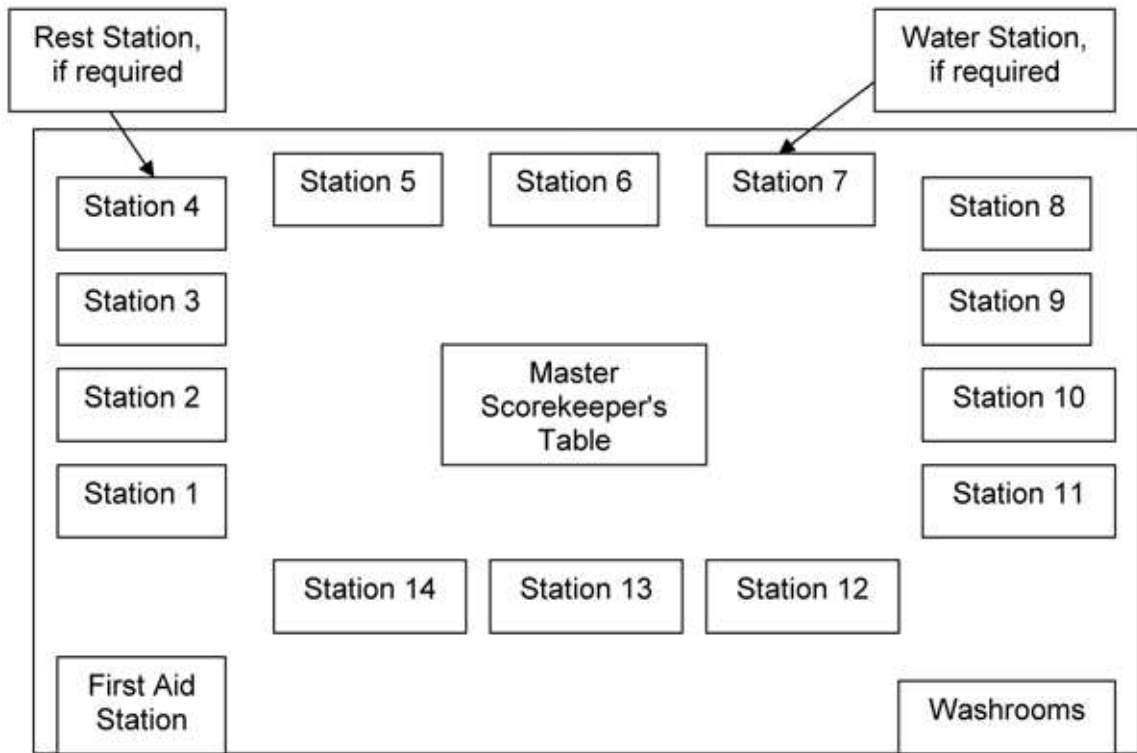 Rest Station,
if required
Water Station,
if required
Station 5
Station 6
Station 7
Station 4
Station 8
Station 3
Station 9
Master
Scorekeeper's
Table
Station 2
Station 10
Station 1
Station 11
Station 14
Station 13
Station 12
First Aid
Station
Washrooms